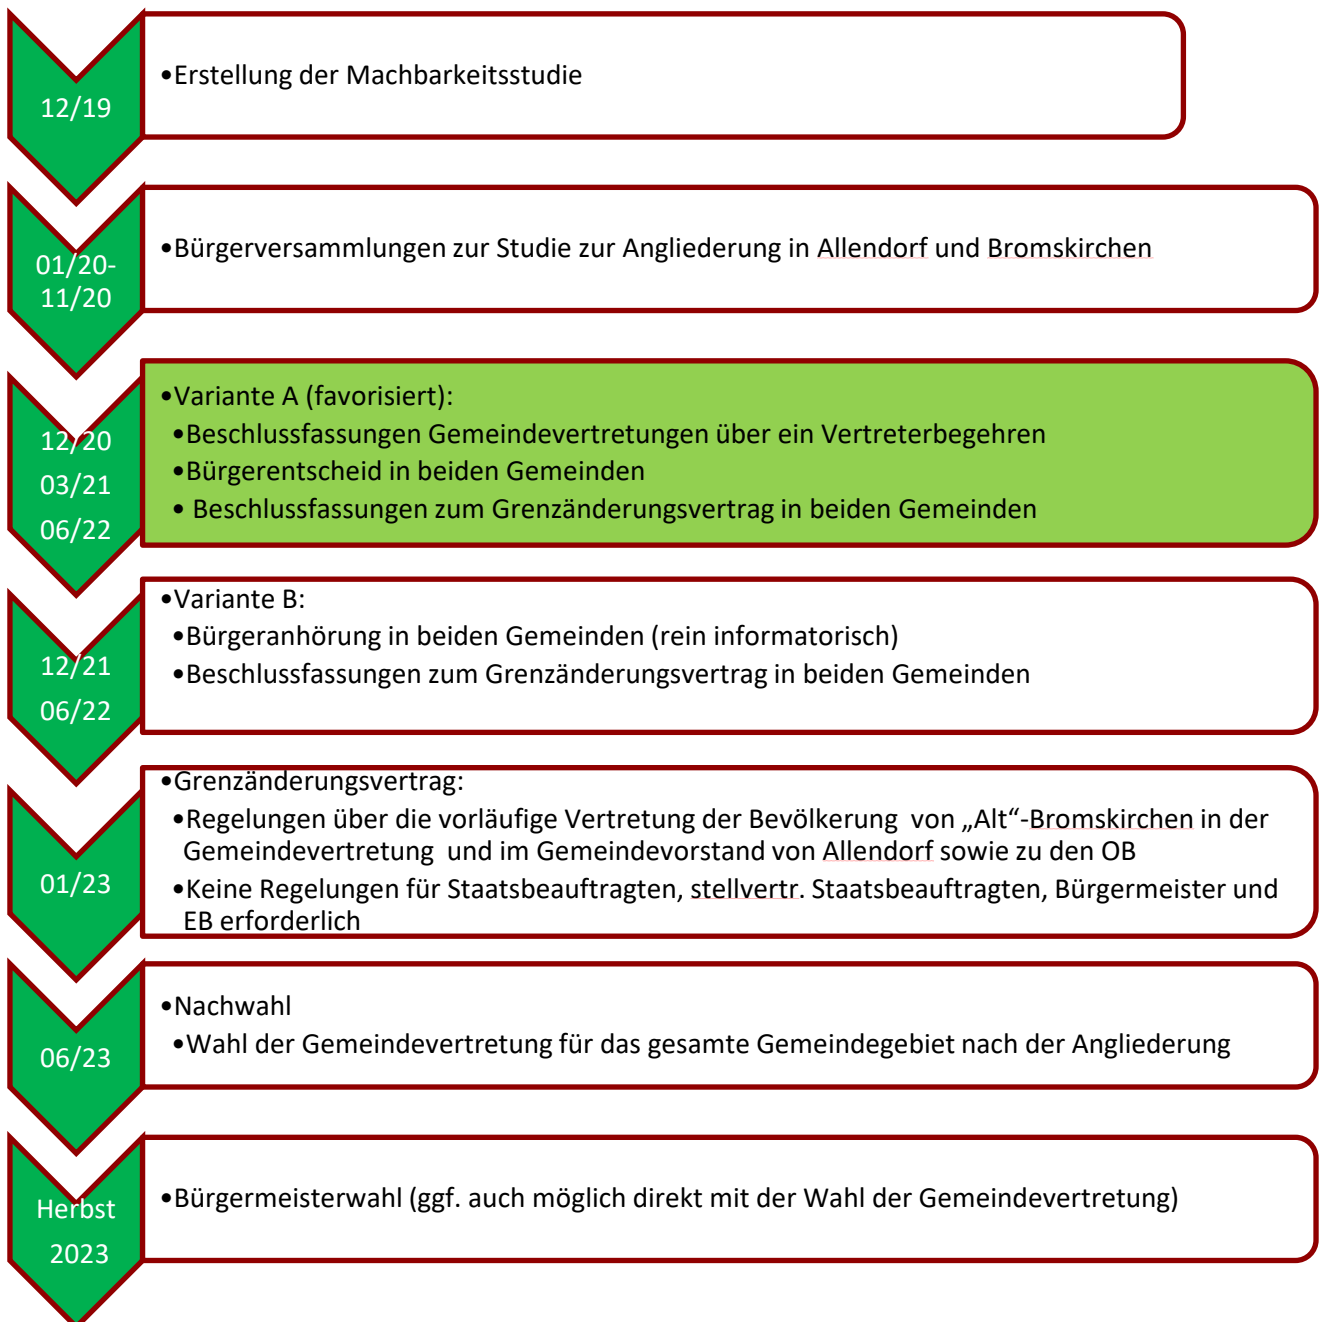 12/19
•Erstellung der Machbarkeitsstudie
01/20-
11/20
•Bürgerversammlungen zur Studie zur Angliederung in Allendorf und Bromskirchen
12/20
03/21
06/22
•Variante A (favorisiert):
•Beschlussfassungen Gemeindevertretungen über ein Vertreterbegehren
•Bürgerentscheid in beiden Gemeinden
• Beschlussfassungen zum Grenzänderungsvertrag in beiden Gemeinden
12/21
06/22
•Variante B:
•Bürgeranhörung in beiden Gemeinden (rein informatorisch)
•Beschlussfassungen zum Grenzänderungsvertrag in beiden Gemeinden
01/23
•Grenzänderungsvertrag:
•Regelungen über die vorläufige Vertretung der Bevölkerung von „Alt“-Bromskirchen in der
Gemeindevertretung und im Gemeindevorstand von Allendorf sowie zu den OB
•Keine Regelungen für Staatsbeauftragten, stellvertr. Staatsbeauftragten, Bürgermeister und
EB erforderlich
06/23
•Nachwahl
•Wahl der Gemeindevertretung für das gesamte Gemeindegebiet nach der Angliederung
Herbst
2023
•Bürgermeisterwahl (ggf. auch möglich direkt mit der Wahl der Gemeindevertretung)